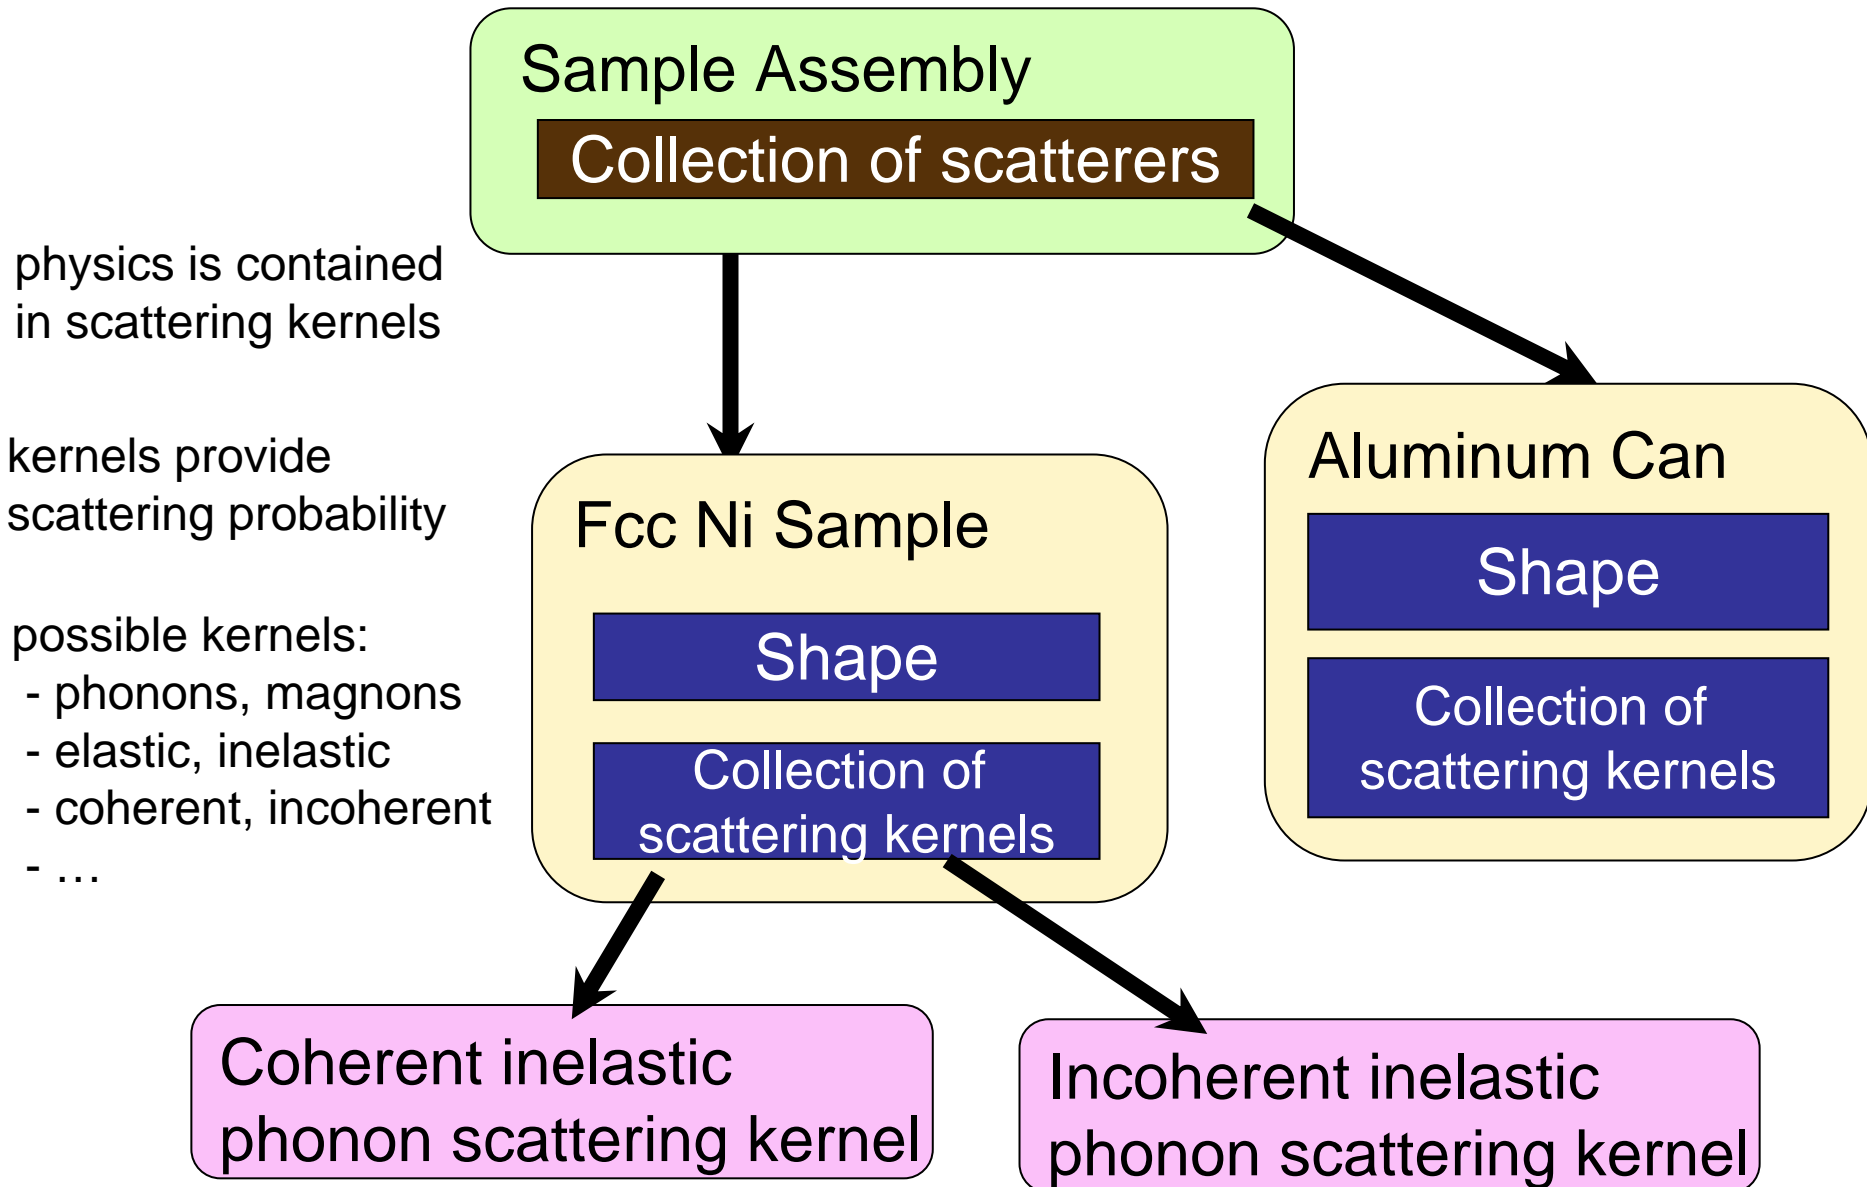 Sample Assembly
Collection of scatterers
physics is contained
in scattering kernels
kernels provide
scattering probability
possible kernels:
- phonons, magnons
- elastic, inelastic
- coherent, incoherent
- …
Fcc Ni Sample
Shape
Collection of
scattering kernels
Aluminum Can
Shape
Collection of
scattering kernels
Coherent inelastic
phonon scattering kernel
Incoherent inelastic
phonon scattering kernel